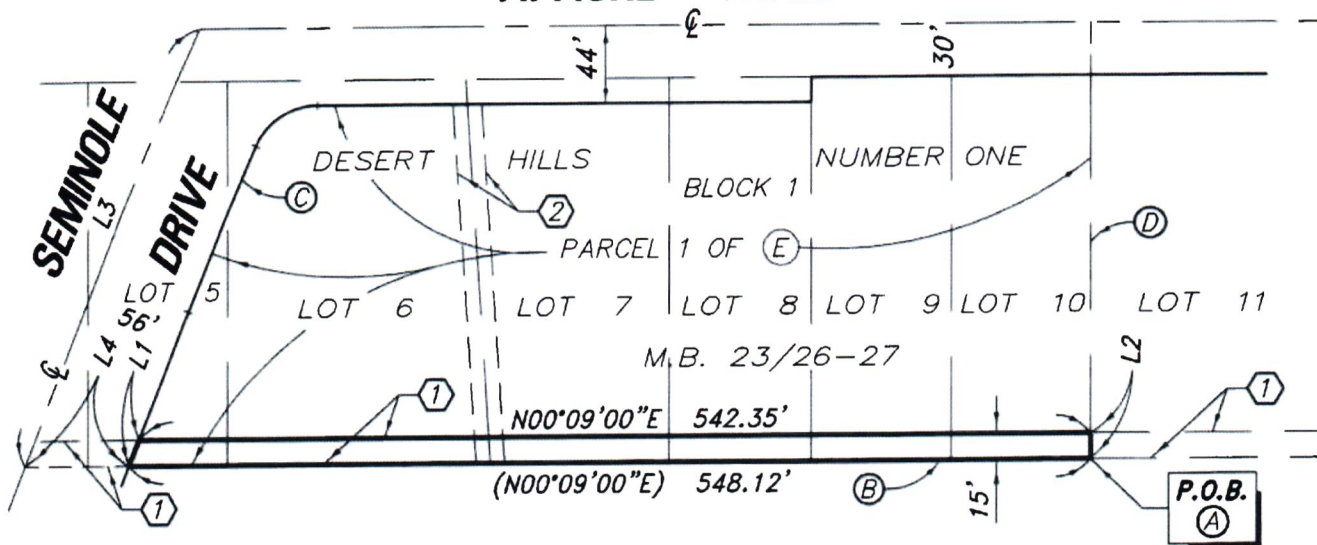 ℄
44'
30'
SEMINOLE
L3
DRIVE
C
DESERT HILLS NUMBER ONE
2
BLOCK 1
D
PARCEL 1 OF E
LOT 5
LOT 6
LOT 7
LOT 8
LOT 9
LOT 10
LOT 11
56'
M.B. 23/26-27
℄
L4
L1
L2
1
1
N00°09'00"E 542.35'
(N00°09'00"E) 548.12'
B
15'
1
1
P.O.B.
A